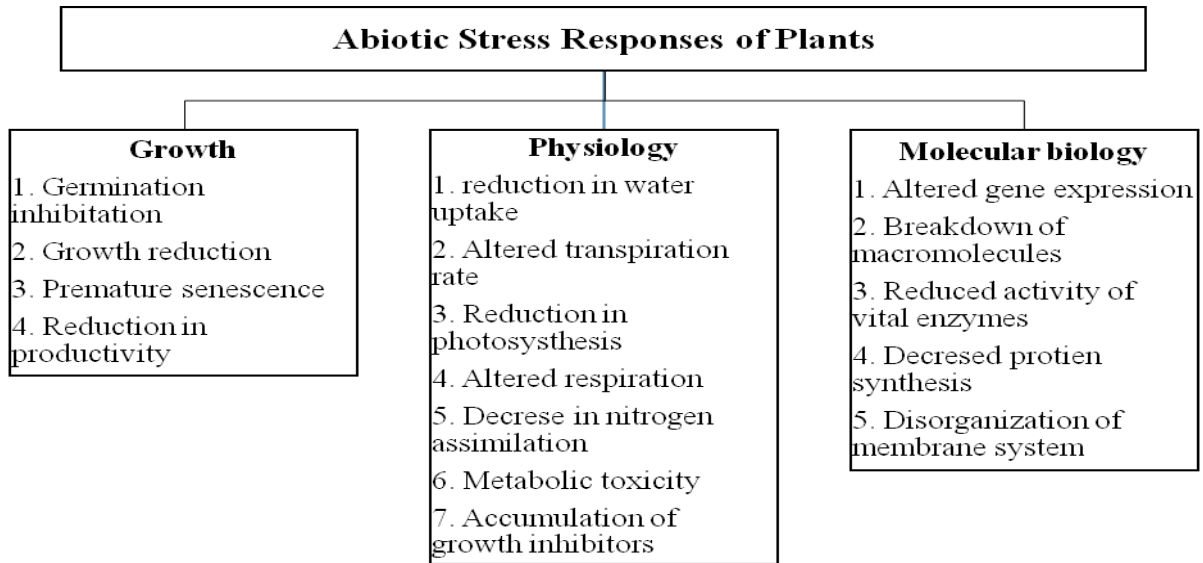 Abiotic Stress Responses of Plants
Growth
1. Germination
inhibitation
2. Growth reduction
3. Premature senescence
4. Reduction in
productivity
Physiology
1. reduction in water
uptake
2. Altered transpiration
rate
3. Reduction in
photosysthesis
4. Altered respiration
5. Decrese in nitrogen
assimilation
6. Metabolic toxicity
7. Accumulation of
growth inhibitors
Molecular biology
1. Altered gene expression
2. Breakdown of
macromolecules
3. Reduced activity of
vital enzymes
4. Decresed protien
synthesis
5. Disorganization of
membrane system